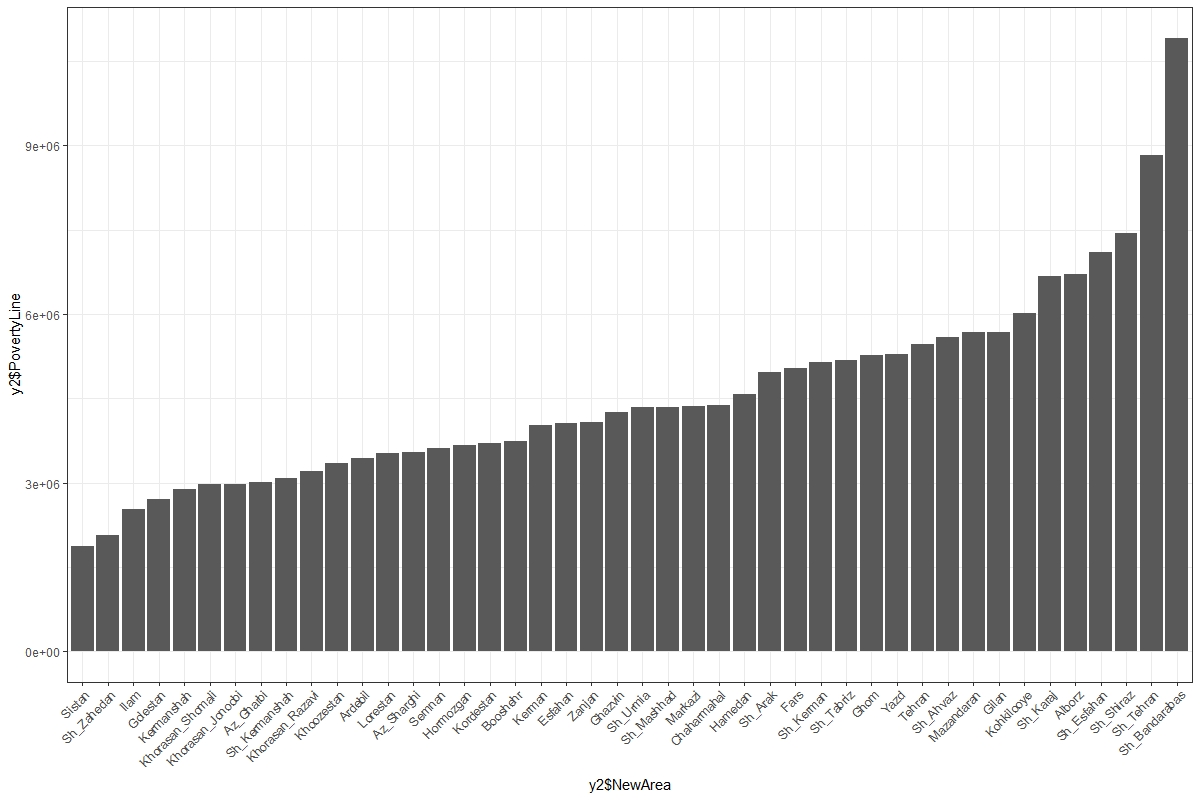 y2$PovertyLine
9e+06
6e+06
3e+06
0e+00
Sistan
Sh_Zahedan
Ilam
Golestan
Kermanshah
Khorasan_Shomali
Khorasan_Jonoobi
Az_Gharbi
Sh_Kermanshah
Khorasan_Razavi
Khoozestan
Ardebil
Lorestan
Az_Sharghi
Semnan
Hormozgan
Kordestan
Booshehr
Kerman
Esfahan
Zanjan
Ghazvin
Sh_Urmia
Sh_Mashhad
Markazi
Chaharmahal
Hamedan
Sh_Arak
Fars
Sh_Kerman
Sh_Tabriz
Ghom
Yazd
Tehran
Sh_Ahvaz
Mazandaran
Gilan
Kohkilooye
Sh_Karaj
Alborz
Sh_Esfahan
Sh_Shiraz
Sh_Tehran
Sh_Bandarabas
y2$NewArea